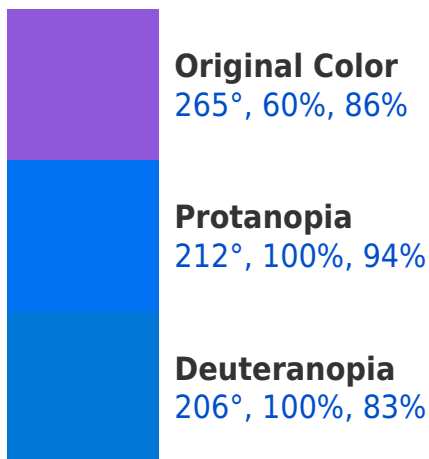 Original Color
265°, 60%, 86%
Protanopia
212°, 100%, 94%
Deuteranopia
206°, 100%, 83%